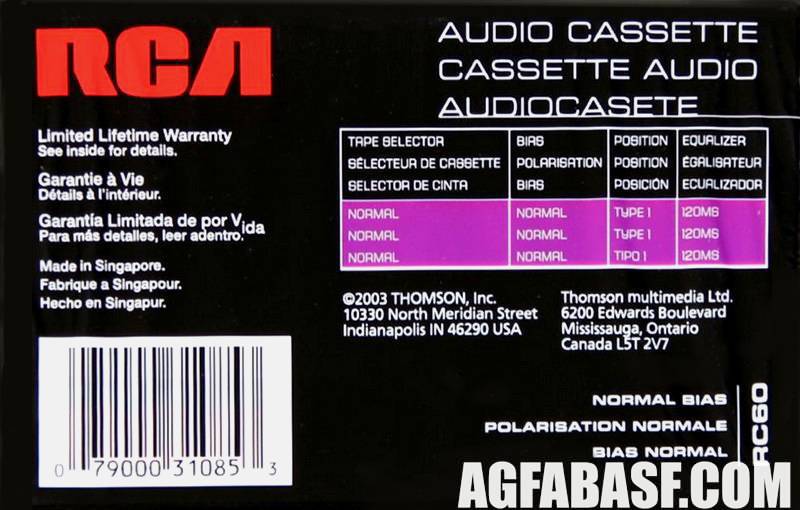 RCA
AUDIO CASSETTE
CASSETTE AUDIO
AUDIOCASETE
Limited Lifetime Warranty
See inside for details.
Garantie à Vie
Détails à l'intérieur.
Garantía Limitada de por Vida
Para más detalles, leer adentro.
Made in Singapore.
Fabrique a Singapour.
Hecho en Singapur.
TAPE SELECTOR BIAS POSITION EQUALIZER
SÉLECTEUR DE CASSETTE POLARISATION POSITION ÉGALISATEUR
SELECTOR DE CINTA BIAS POSICIÓN ECUALIZADOR
NORMAL NORMAL TYPE I 120MS
NORMAL NORMAL TYPE I 120MS
NORMAL NORMAL TIPO I 120MS
©2003 THOMSON, Inc.
10330 North Meridian Street
Indianapolis IN 46290 USA
Thomson multimedia Ltd.
6200 Edwards Boulevard
Mississauga, Ontario
Canada L5T 2V7
0 79000 31085 3
NORMAL BIAS
POLARISATION NORMALE
BIAS NORMAL
RC60
AGFABASF.COM